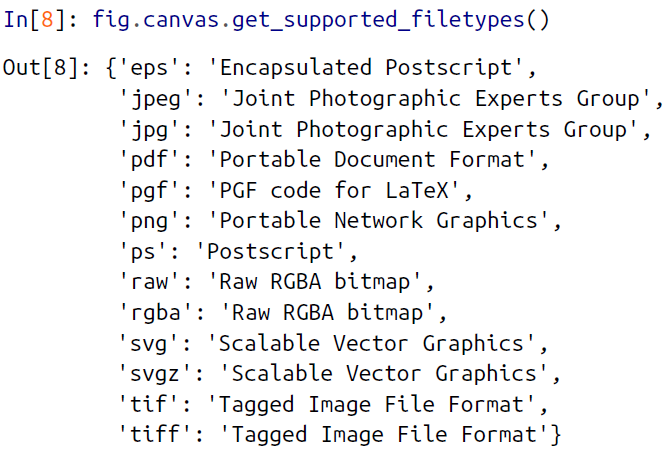 In[8]: fig.canvas.get_supported_filetypes()
Out[8]: {'eps': 'Encapsulated Postscript',
'jpeg': 'Joint Photographic Experts Group',
'jpg': 'Joint Photographic Experts Group',
'pdf': 'Portable Document Format',
'pgf': 'PGF code for LaTeX',
'png': 'Portable Network Graphics',
'ps': 'Postscript',
'raw': 'Raw RGBA bitmap',
'rgba': 'Raw RGBA bitmap',
'svg': 'Scalable Vector Graphics',
'svgz': 'Scalable Vector Graphics',
'tif': 'Tagged Image File Format',
'tiff': 'Tagged Image File Format'}